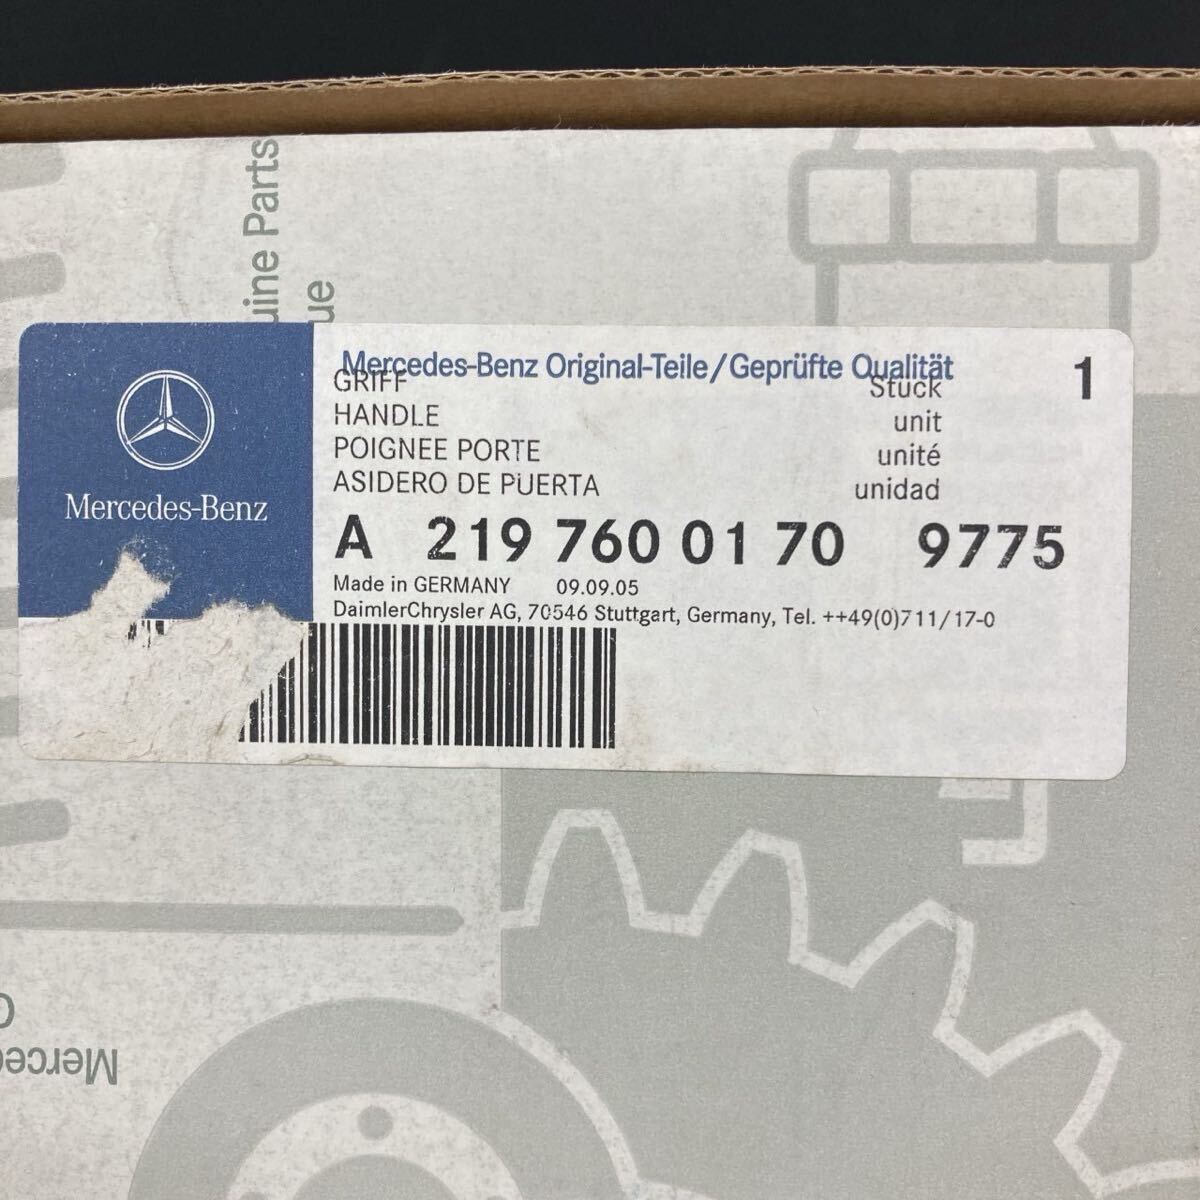 uine Parts
ue
Mercedes-Benz Original-Teile/Geprüfte Qualität
1
GRIFF
Stück
HANDLE
unit
POIGNEE PORTE
unité
ASIDERO DE PUERTA
unidad
Mercedes-Benz
A 219 760 01 70 9775
Made in GERMANY 09.09.05
DaimlerChrysler AG, 70546 Stuttgart, Germany, Tel. ++49(0)711/17-0
Merced